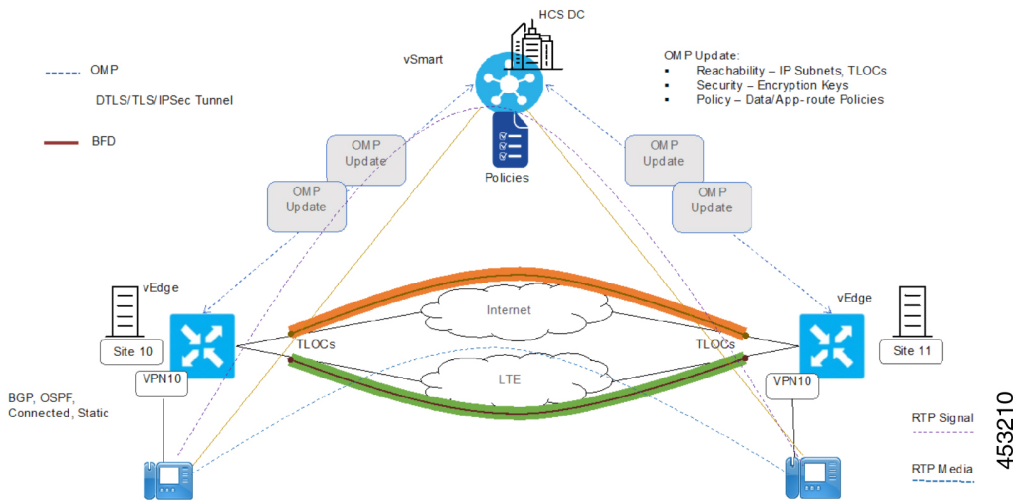 HCS DC
vSmart
OMP
DTLS/TLS/IPSec Tunnel
BFD
OMP Update:
▪ Reachability – IP Subnets, TLOCs
▪ Security – Encryption Keys
▪ Policy – Data/App-route Policies
OMP
Update
OMP
Update
Policies
OMP
Update
OMP
Update
vEdge
Site 10
VPN10
BGP, OSPF,
Connected, Static
TLOCs
Internet
LTE
TLOCs
vEdge
Site 11
VPN10
RTP Signal
RTP Media
453210